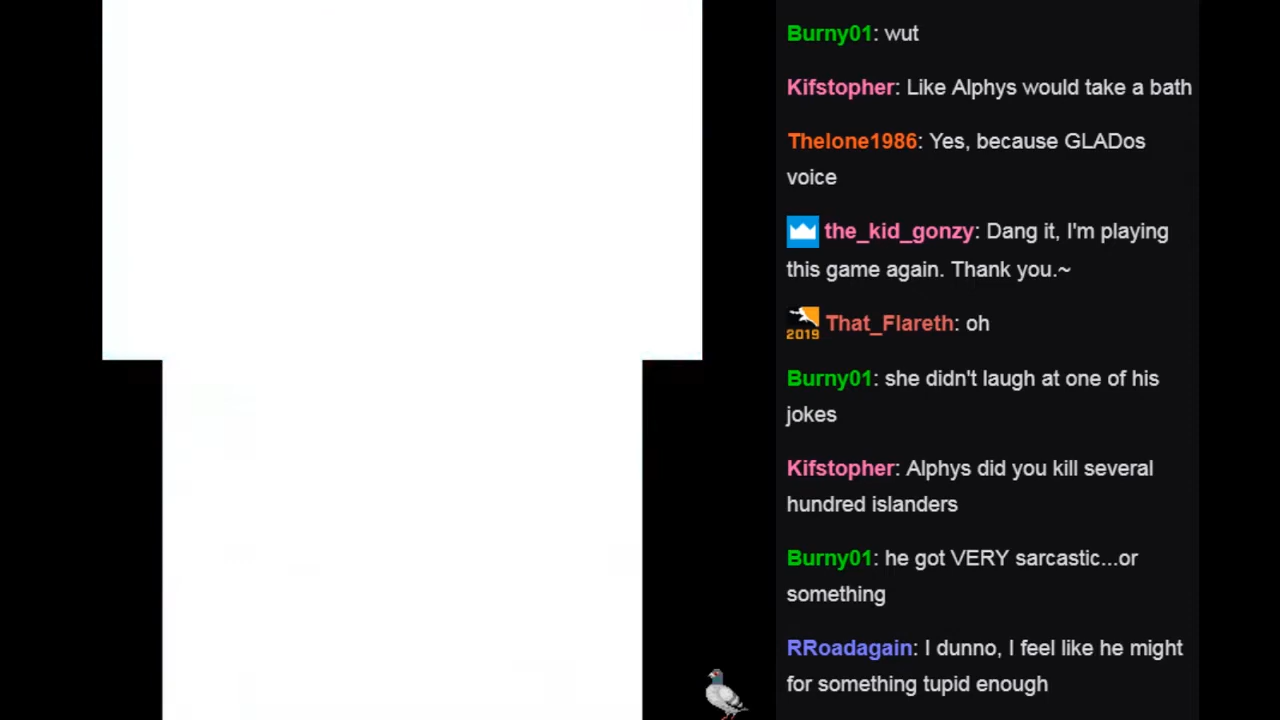 Burny01: wut
Kifstopher: Like Alphys would take a bath
Thelone1986: Yes, because GLADos
voice
the_kid_gonzy: Dang it, I'm playing
this game again. Thank you.~
2019 That_Flareth: oh
Burny01: she didn't laugh at one of his
jokes
Kifstopher: Alphys did you kill several
hundred islanders
Burny01: he got VERY sarcastic...or
something
RRoadagain: I dunno, I feel like he might
for something tupid enough